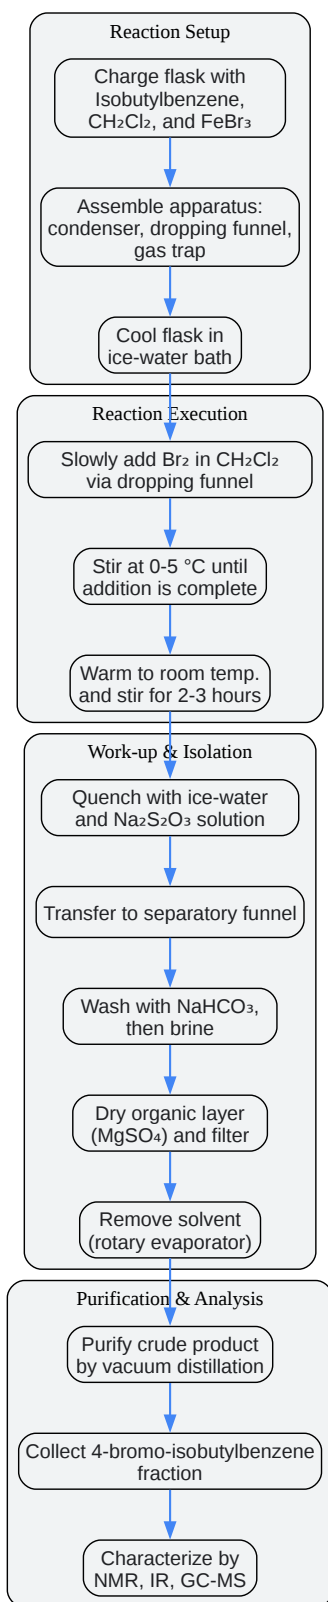 Reaction Setup
Charge flask with
Isobutylbenzene,
CH₂Cl₂, and FeBr₃
Assemble apparatus:
condenser, dropping funnel,
gas trap
Cool flask in
ice-water bath
Reaction Execution
Slowly add Br₂ in CH₂Cl₂
via dropping funnel
Stir at 0-5 °C until
addition is complete
Warm to room temp.
and stir for 2-3 hours
Work-up & Isolation
Quench with ice-water
and Na₂S₂O₃ solution
Transfer to separatory funnel
Wash with NaHCO₃,
then brine
Dry organic layer
(MgSO₄) and filter
Remove solvent
(rotary evaporator)
Purification & Analysis
Purify crude product
by vacuum distillation
Collect 4-bromo-isobutylbenzene
fraction
Characterize by
NMR, IR, GC-MS